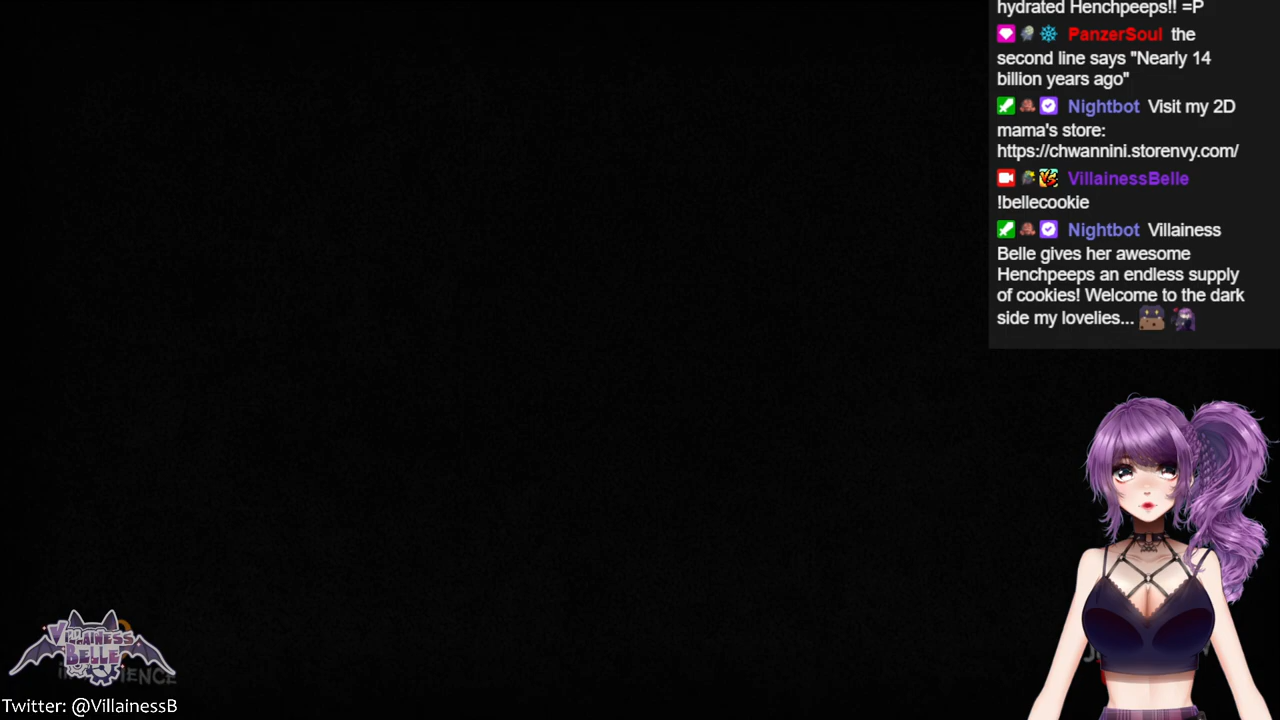 hydrated Henchpeeps!! =P
PanzerSoul the
second line says "Nearly 14
billion years ago"
Nightbot Visit my 2D
mama's store:
https://chwannini.storenvy.com/
VillainessBelle
!bellecookie
Nightbot Villainess
Belle gives her awesome
Henchpeeps an endless supply
of cookies! Welcome to the dark
side my lovelies...
VILLAINESS
BELLE
Twitter: @VillainessB